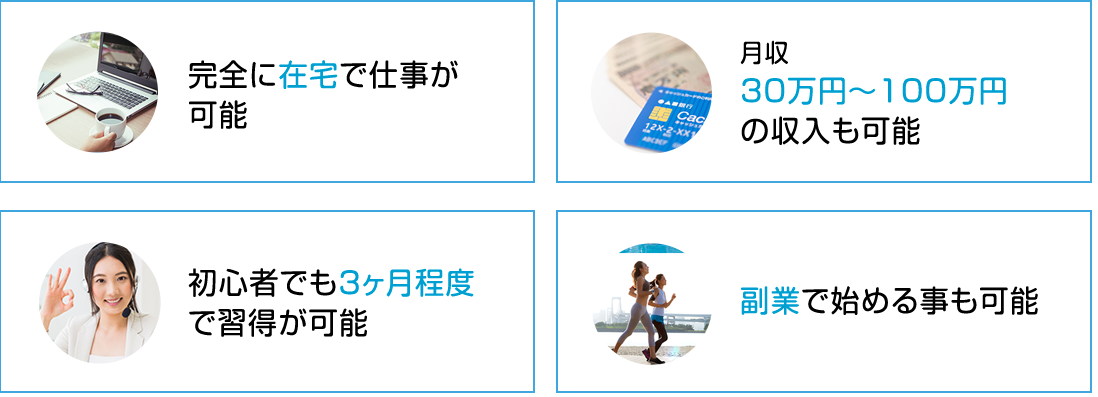 完全に在宅で仕事が
可能
月収
30万円～100万円
の収入も可能
初心者でも3ヶ月程度
で習得が可能
副業で始める事も可能